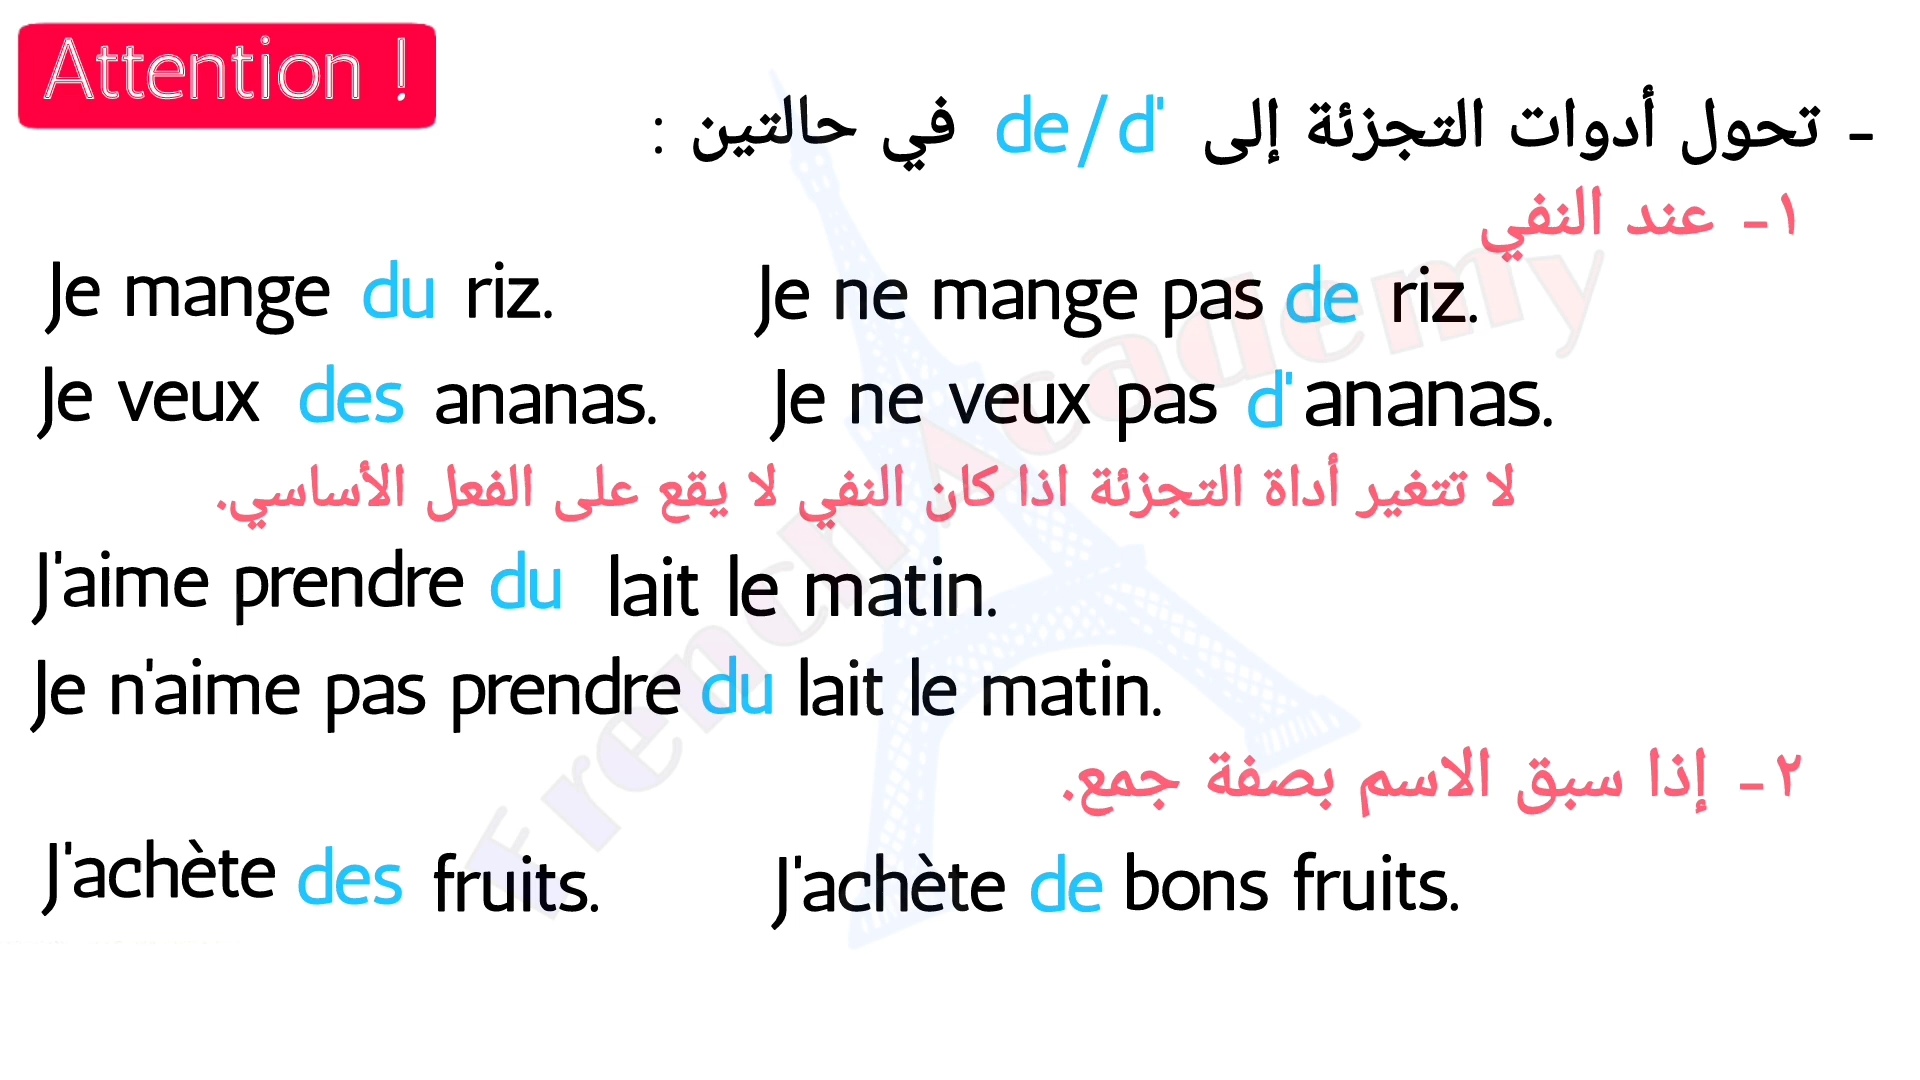 Attention !
- تحول أدوات التجزئة إلى de/d' في حالتين :
١- عند النفي
Je mange du riz. Je ne mange pas de riz.
Je veux des ananas. Je ne veux pas d'ananas.
لا تتغير أداة التجزئة اذا كان النفي لا يقع على الفعل الأساسي.
J'aime prendre du lait le matin.
Je n'aime pas prendre du lait le matin.
٢- إذا سبق الاسم بصفة جمع.
J'achète des fruits. J'achète de bons fruits.
French Academy